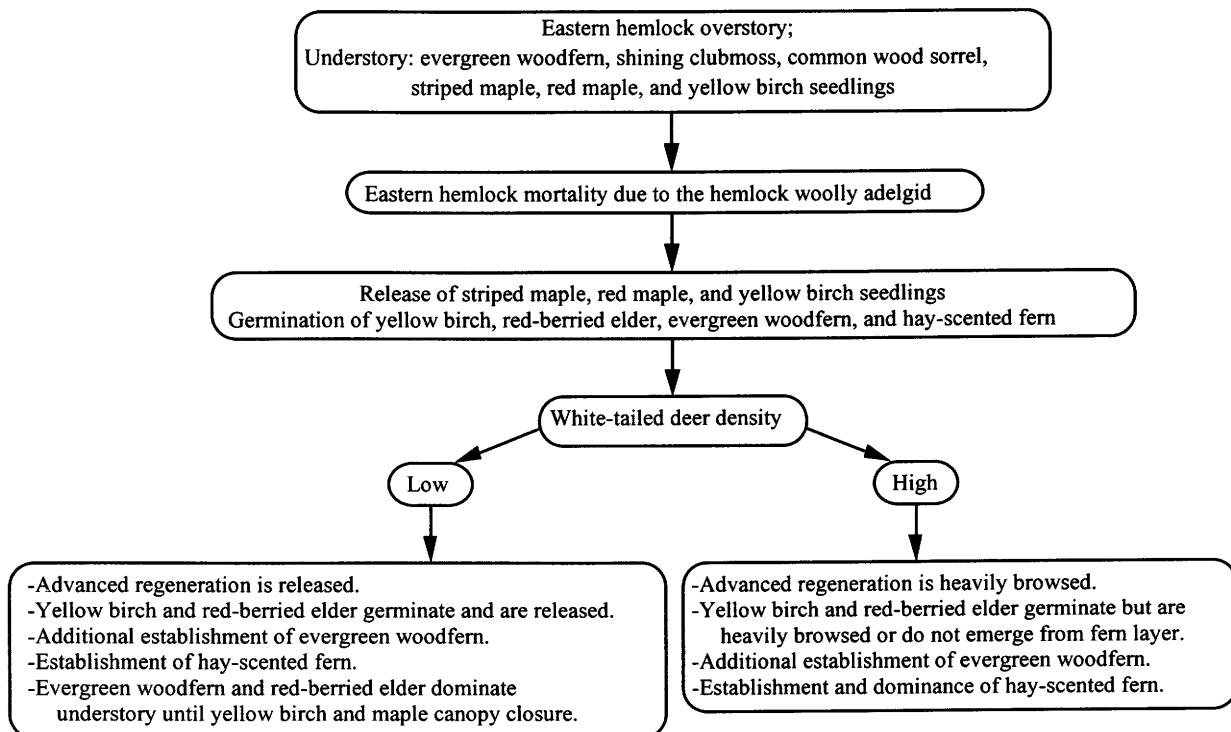 Eastern hemlock overstory;
Understory: evergreen woodfern, shining clubmoss, common wood sorrel,
striped maple, red maple, and yellow birch seedlings
Eastern hemlock mortality due to the hemlock woolly adelgid
Release of striped maple, red maple, and yellow birch seedlings
Germination of yellow birch, red-berried elder, evergreen woodfern, and hay-scented fern
White-tailed deer density
Low
High
-Advanced regeneration is released.
-Yellow birch and red-berried elder germinate and are released.
-Additional establishment of evergreen woodfern.
-Establishment of hay-scented fern.
-Evergreen woodfern and red-berried elder dominate
understory until yellow birch and maple canopy closure.
-Advanced regeneration is heavily browsed.
-Yellow birch and red-berried elder germinate but are
heavily browsed or do not emerge from fern layer.
-Additional establishment of evergreen woodfern.
-Establishment and dominance of hay-scented fern.